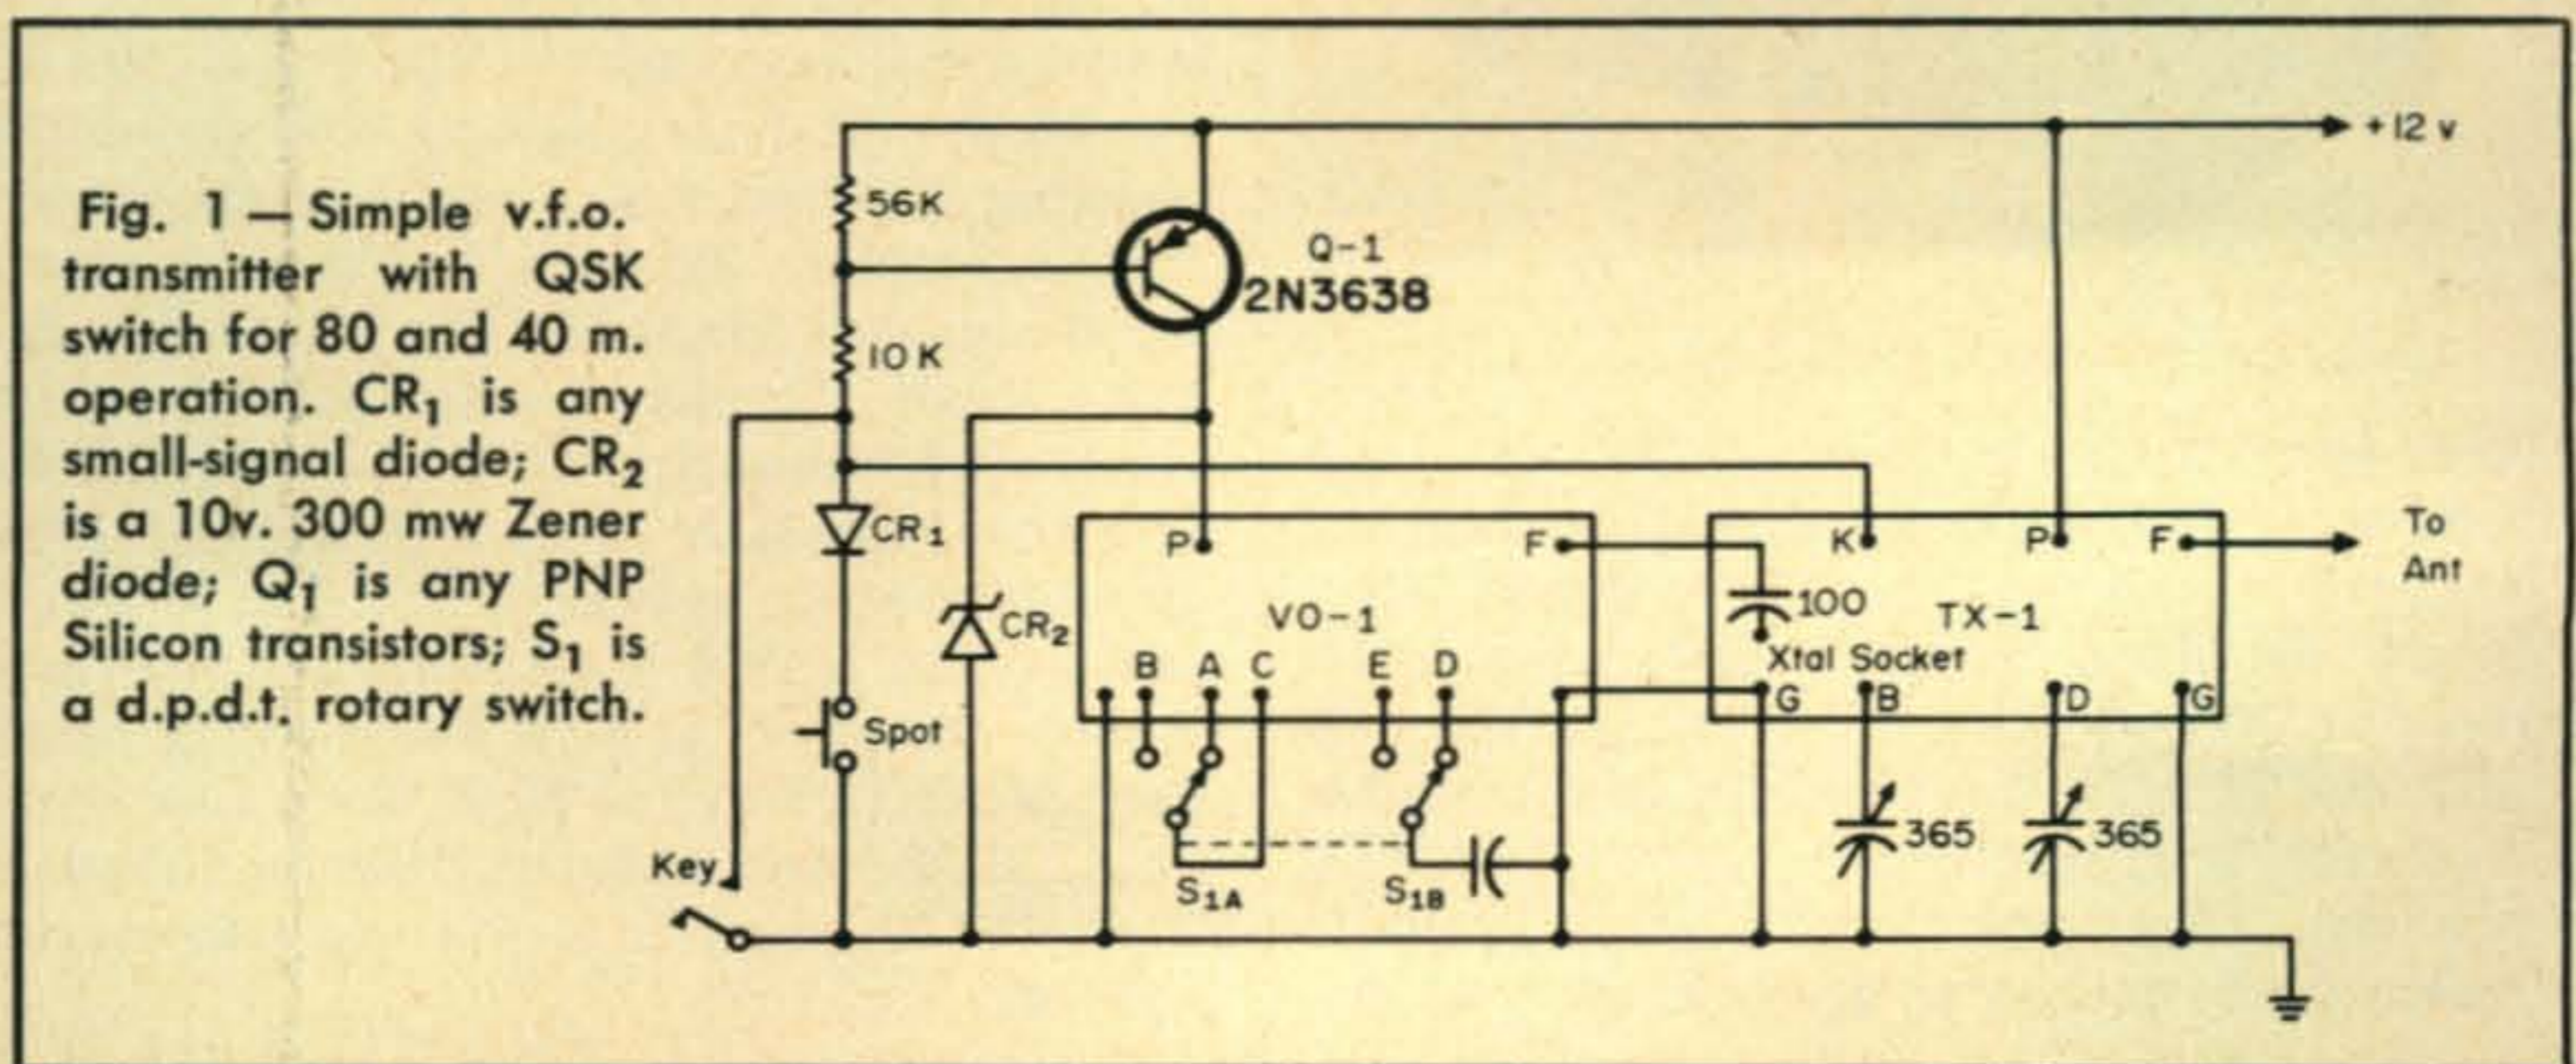 Fig. 1 — Simple v.f.o.
transmitter with QSK
switch for 80 and 40 m.
operation. CR₁ is any
small-signal diode; CR₂
is a 10v. 300 mw Zener
diode; Q₁ is any PNP
Silicon transistors; S₁ is
a d.p.d.t. rotary switch.
+12 v
56K
Q-1
2N3638
10 K
CR₁
P
F
K
P
F
To
Ant
VO-1
100
TX-1
CR₂
Xtal Socket
B A C E D
G B D G
Spot
365
365
Key
S₁A
S₁B